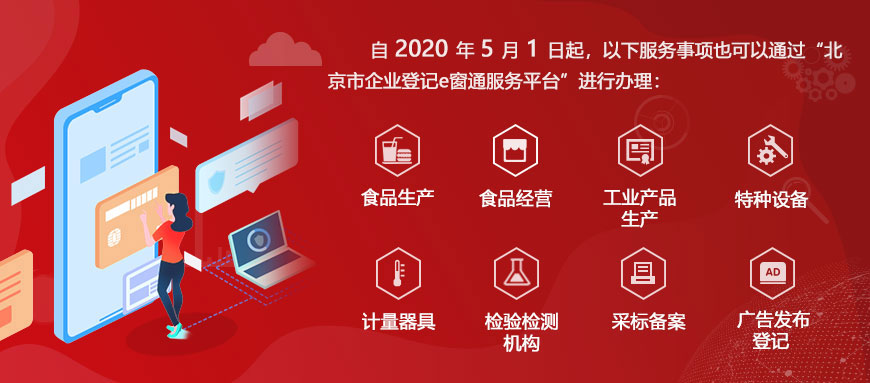 自 2020 年 5 月 1 日起，以下服务事项也可以通过“北
京市企业登记e窗通服务平台”进行办理：
食品生产
食品经营
工业产品
生产
特种设备
AD
计量器具
检验检测
机构
采标备案
广告发布
登记